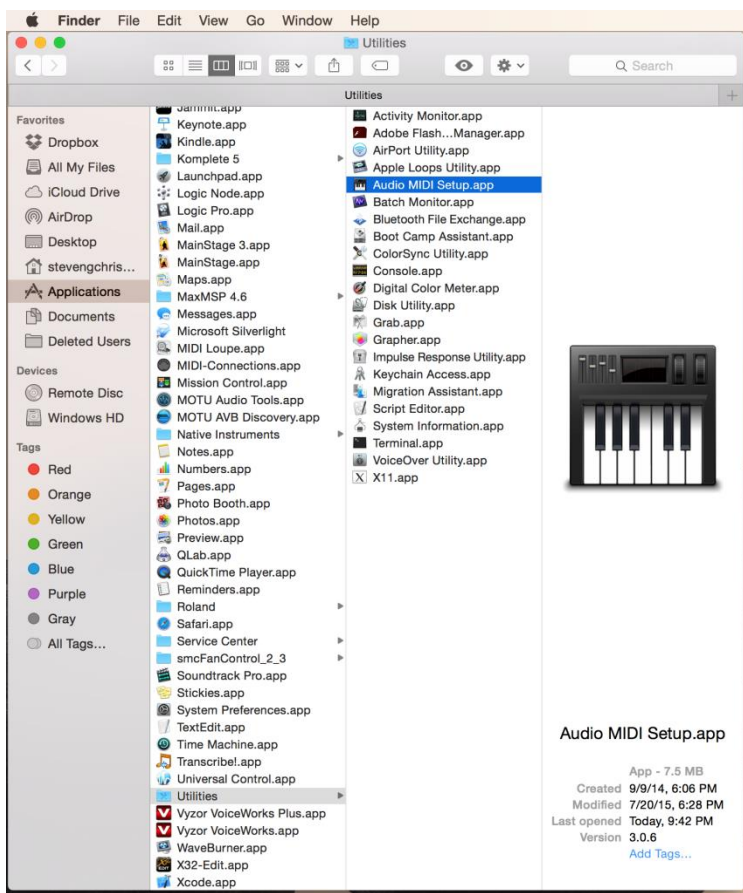 Finder File Edit View Go Window Help
Utilities
Search
Utilities
Favorites
Dropbox
All My Files
iCloud Drive
AirDrop
Desktop
stevengchris...
Applications
Documents
Deleted Users
Devices
Remote Disc
Windows HD
Tags
Red
Orange
Yellow
Green
Blue
Purple
Gray
All Tags...
Jammit.app
Keynote.app
Kindle.app
Komplete 5
Launchpad.app
Logic Node.app
Logic Pro.app
Mail.app
MainStage 3.app
MainStage.app
Maps.app
MaxMSP 4.6
Messages.app
Microsoft Silverlight
MIDI Loupe.app
MIDI-Connections.app
Mission Control.app
MOTU Audio Tools.app
MOTU AVB Discovery.app
Native Instruments
Notes.app
Numbers.app
Pages.app
Photo Booth.app
Photos.app
Preview.app
QLab.app
QuickTime Player.app
Reminders.app
Roland
Safari.app
Service Center
smcFanControl_2_3
Soundtrack Pro.app
Stickies.app
System Preferences.app
TextEdit.app
Time Machine.app
Transcribe!.app
Universal Control.app
Utilities
Vyzor VoiceWorks Plus.app
Vyzor VoiceWorks.app
WaveBurner.app
X32-Edit.app
Xcode.app
Activity Monitor.app
Adobe Flash...Manager.app
AirPort Utility.app
Apple Loops Utility.app
Audio MIDI Setup.app
Batch Monitor.app
Bluetooth File Exchange.app
Boot Camp Assistant.app
ColorSync Utility.app
Console.app
Digital Color Meter.app
Disk Utility.app
Grab.app
Grapher.app
Impulse Response Utility.app
Keychain Access.app
Migration Assistant.app
Script Editor.app
System Information.app
Terminal.app
VoiceOver Utility.app
X11.app
Audio MIDI Setup.app
App - 7.5 MB
Created 9/9/14, 6:06 PM
Modified 7/20/15, 6:28 PM
Last opened Today, 9:42 PM
Version 3.0.6
Add Tags...